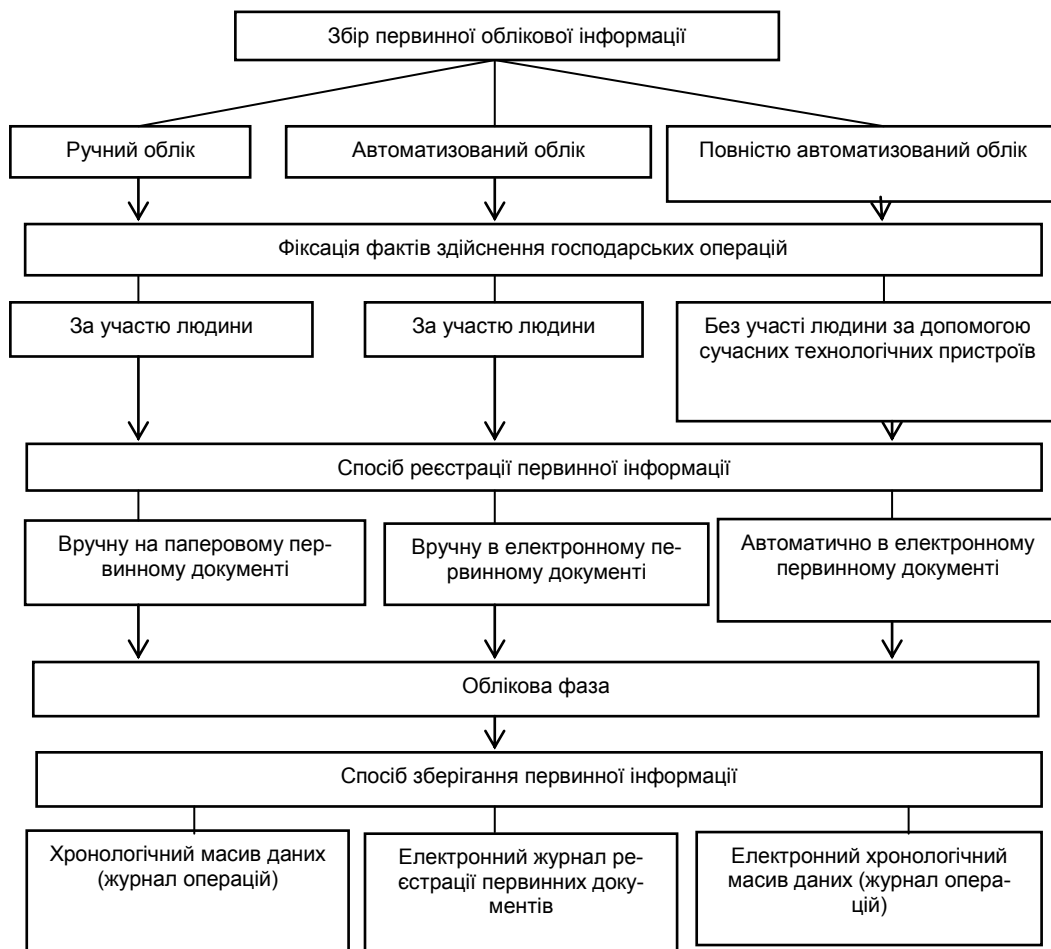 Збір первинної облікової інформації
Ручний облік
Автоматизований облік
Повністю автоматизований облік
Фіксація фактів здійснення господарських операцій
За участю людини
За участю людини
Без участі людини за допомогою
сучасних технологічних пристроїв
Спосіб реєстрації первинної інформації
Вручну на паперовому пер-
винному документі
Вручну в електронному пе-
рвинному документі
Автоматично в електронному
первинному документі
Облікова фаза
Спосіб зберігання первинної інформації
Хронологічний масив даних
(журнал операцій)
Електронний журнал ре-
єстрації первинних доку-
ментів
Електронний хронологічний
масив даних (журнал опера-
цій)